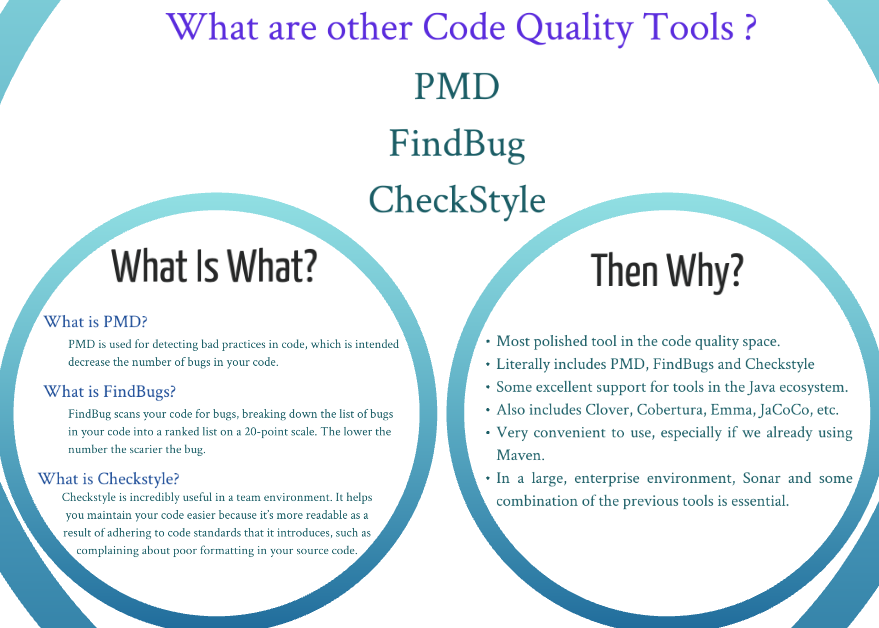 What are other Code Quality Tools ?
PMD
FindBug
CheckStyle
What Is What?
What is PMD?
PMD is used for detecting bad practices in code, which is intended
decrease the number of bugs in your code.
What is FindBugs?
FindBug scans your code for bugs, breaking down the list of bugs
in your code into a ranked list on a 20-point scale. The lower the
number the scarier the bug.
What is Checkstyle?
Checkstyle is incredibly useful in a team environment. It helps
you maintain your code easier because it's more readable as a
result of adhering to code standards that it introduces, such as
complaining about poor formatting in your source code.
Then Why?
• Most polished tool in the code quality space.
• Literally includes PMD, FindBugs and Checkstyle
• Some excellent support for tools in the Java ecosystem.
• Also includes Clover, Cobertura, Emma, JaCoCo, etc.
• Very convenient to use, especially if we already using
Maven.
• In a large, enterprise environment, Sonar and some
combination of the previous tools is essential.